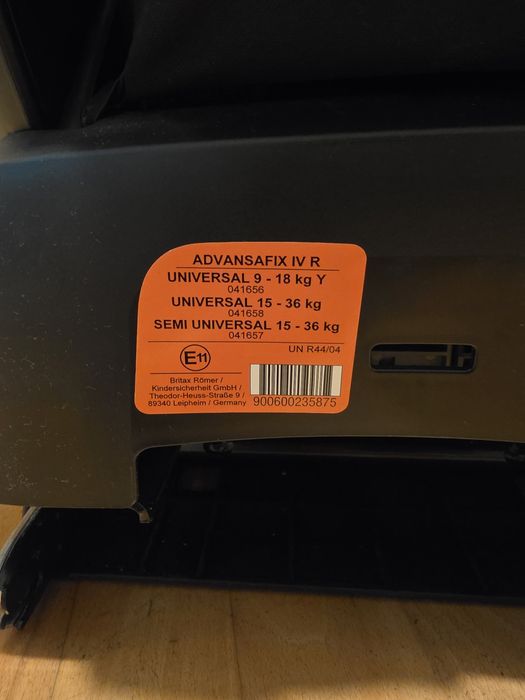 ADVANSAFIX IV R
UNIVERSAL 9 - 18 kg Y
041656
UNIVERSAL 15 - 36 kg
041658
SEMI UNIVERSAL 15 - 36 kg
041657
UN R44/04
E11
Britax Römer /
Kindersicherheit GmbH /
Theodor-Heuss-Straße 9 /
89340 Leipheim / Germany
900600235875